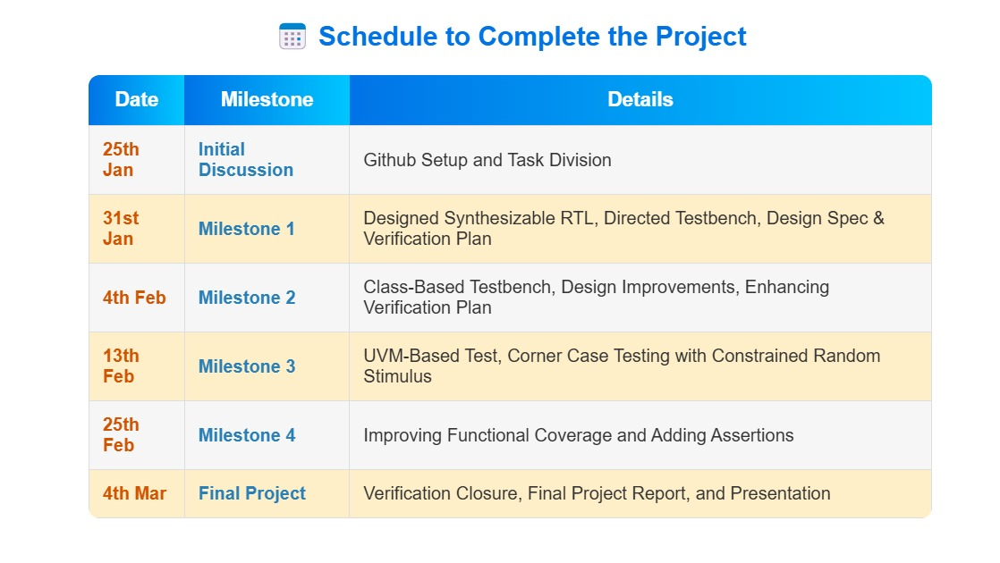 Schedule to Complete the Project
Date Milestone Details
25th
Jan
Initial
Discussion
Github Setup and Task Division
31st
Jan
Milestone 1
Designed Synthesizable RTL, Directed Testbench, Design Spec &
Verification Plan
4th Feb
Milestone 2
Class-Based Testbench, Design Improvements, Enhancing
Verification Plan
13th
Feb
Milestone 3
UVM-Based Test, Corner Case Testing with Constrained Random
Stimulus
25th
Feb
Milestone 4
Improving Functional Coverage and Adding Assertions
4th Mar
Final Project
Verification Closure, Final Project Report, and Presentation